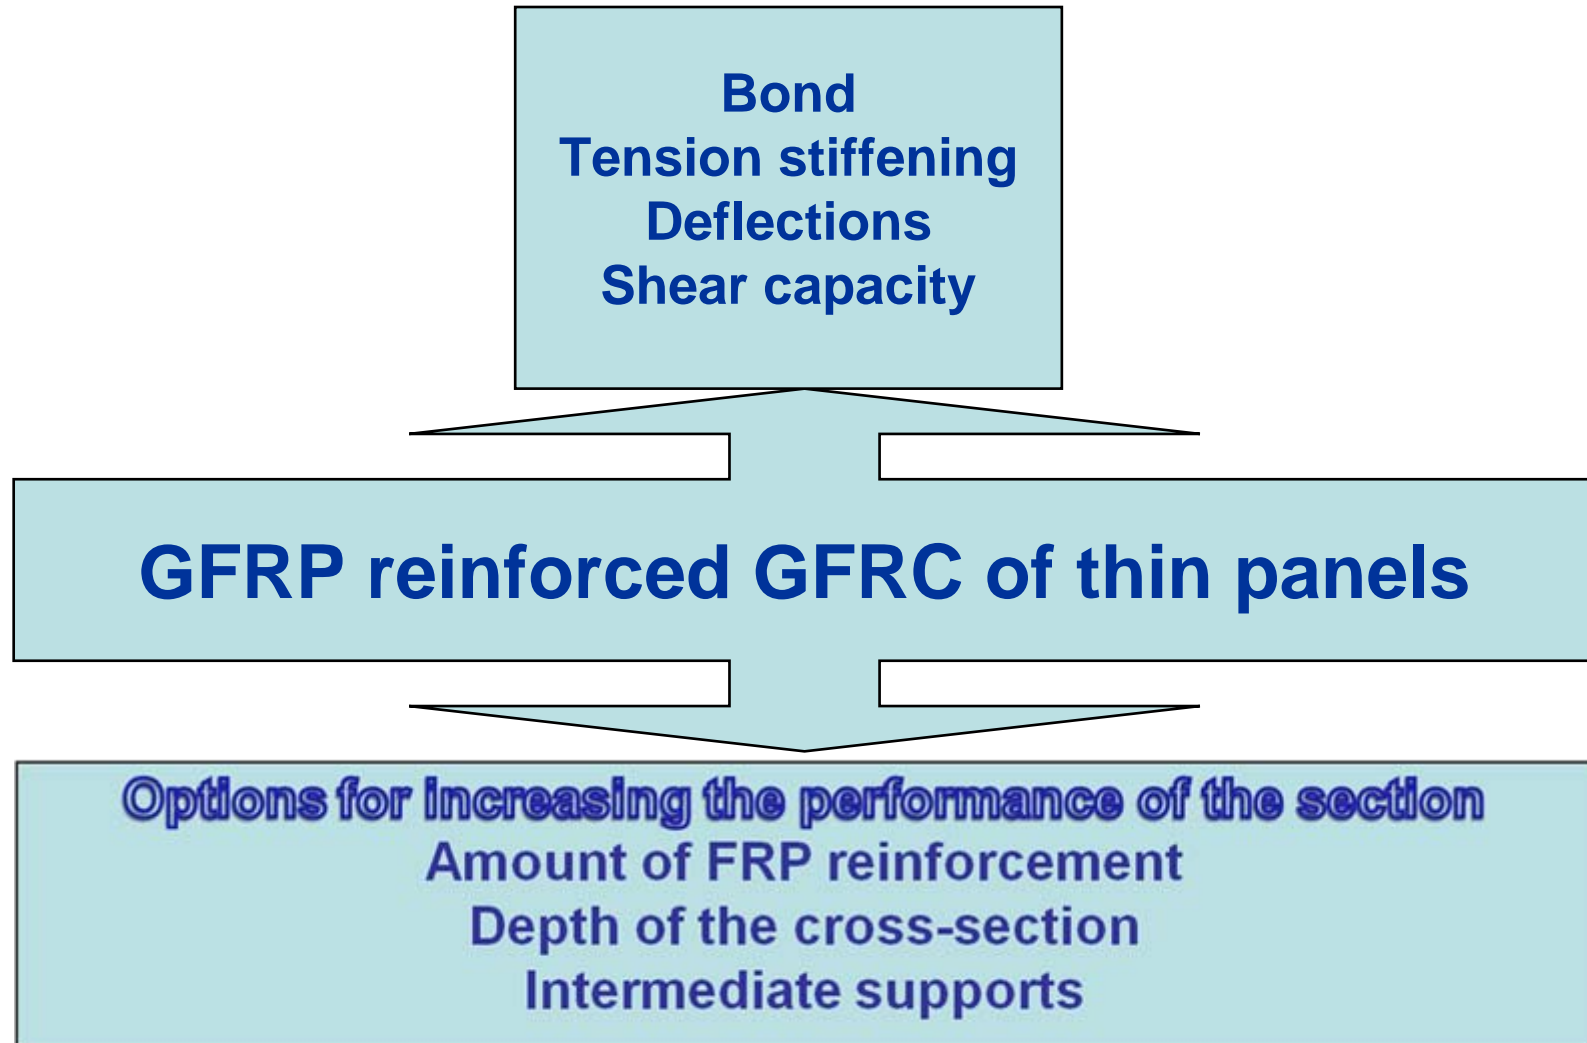 Bond
Tension stiffening
Deflections
Shear capacity
GFRP reinforced GFRC of thin panels
Options for increasing the performance of the section
Amount of FRP reinforcement
Depth of the cross-section
Intermediate supports